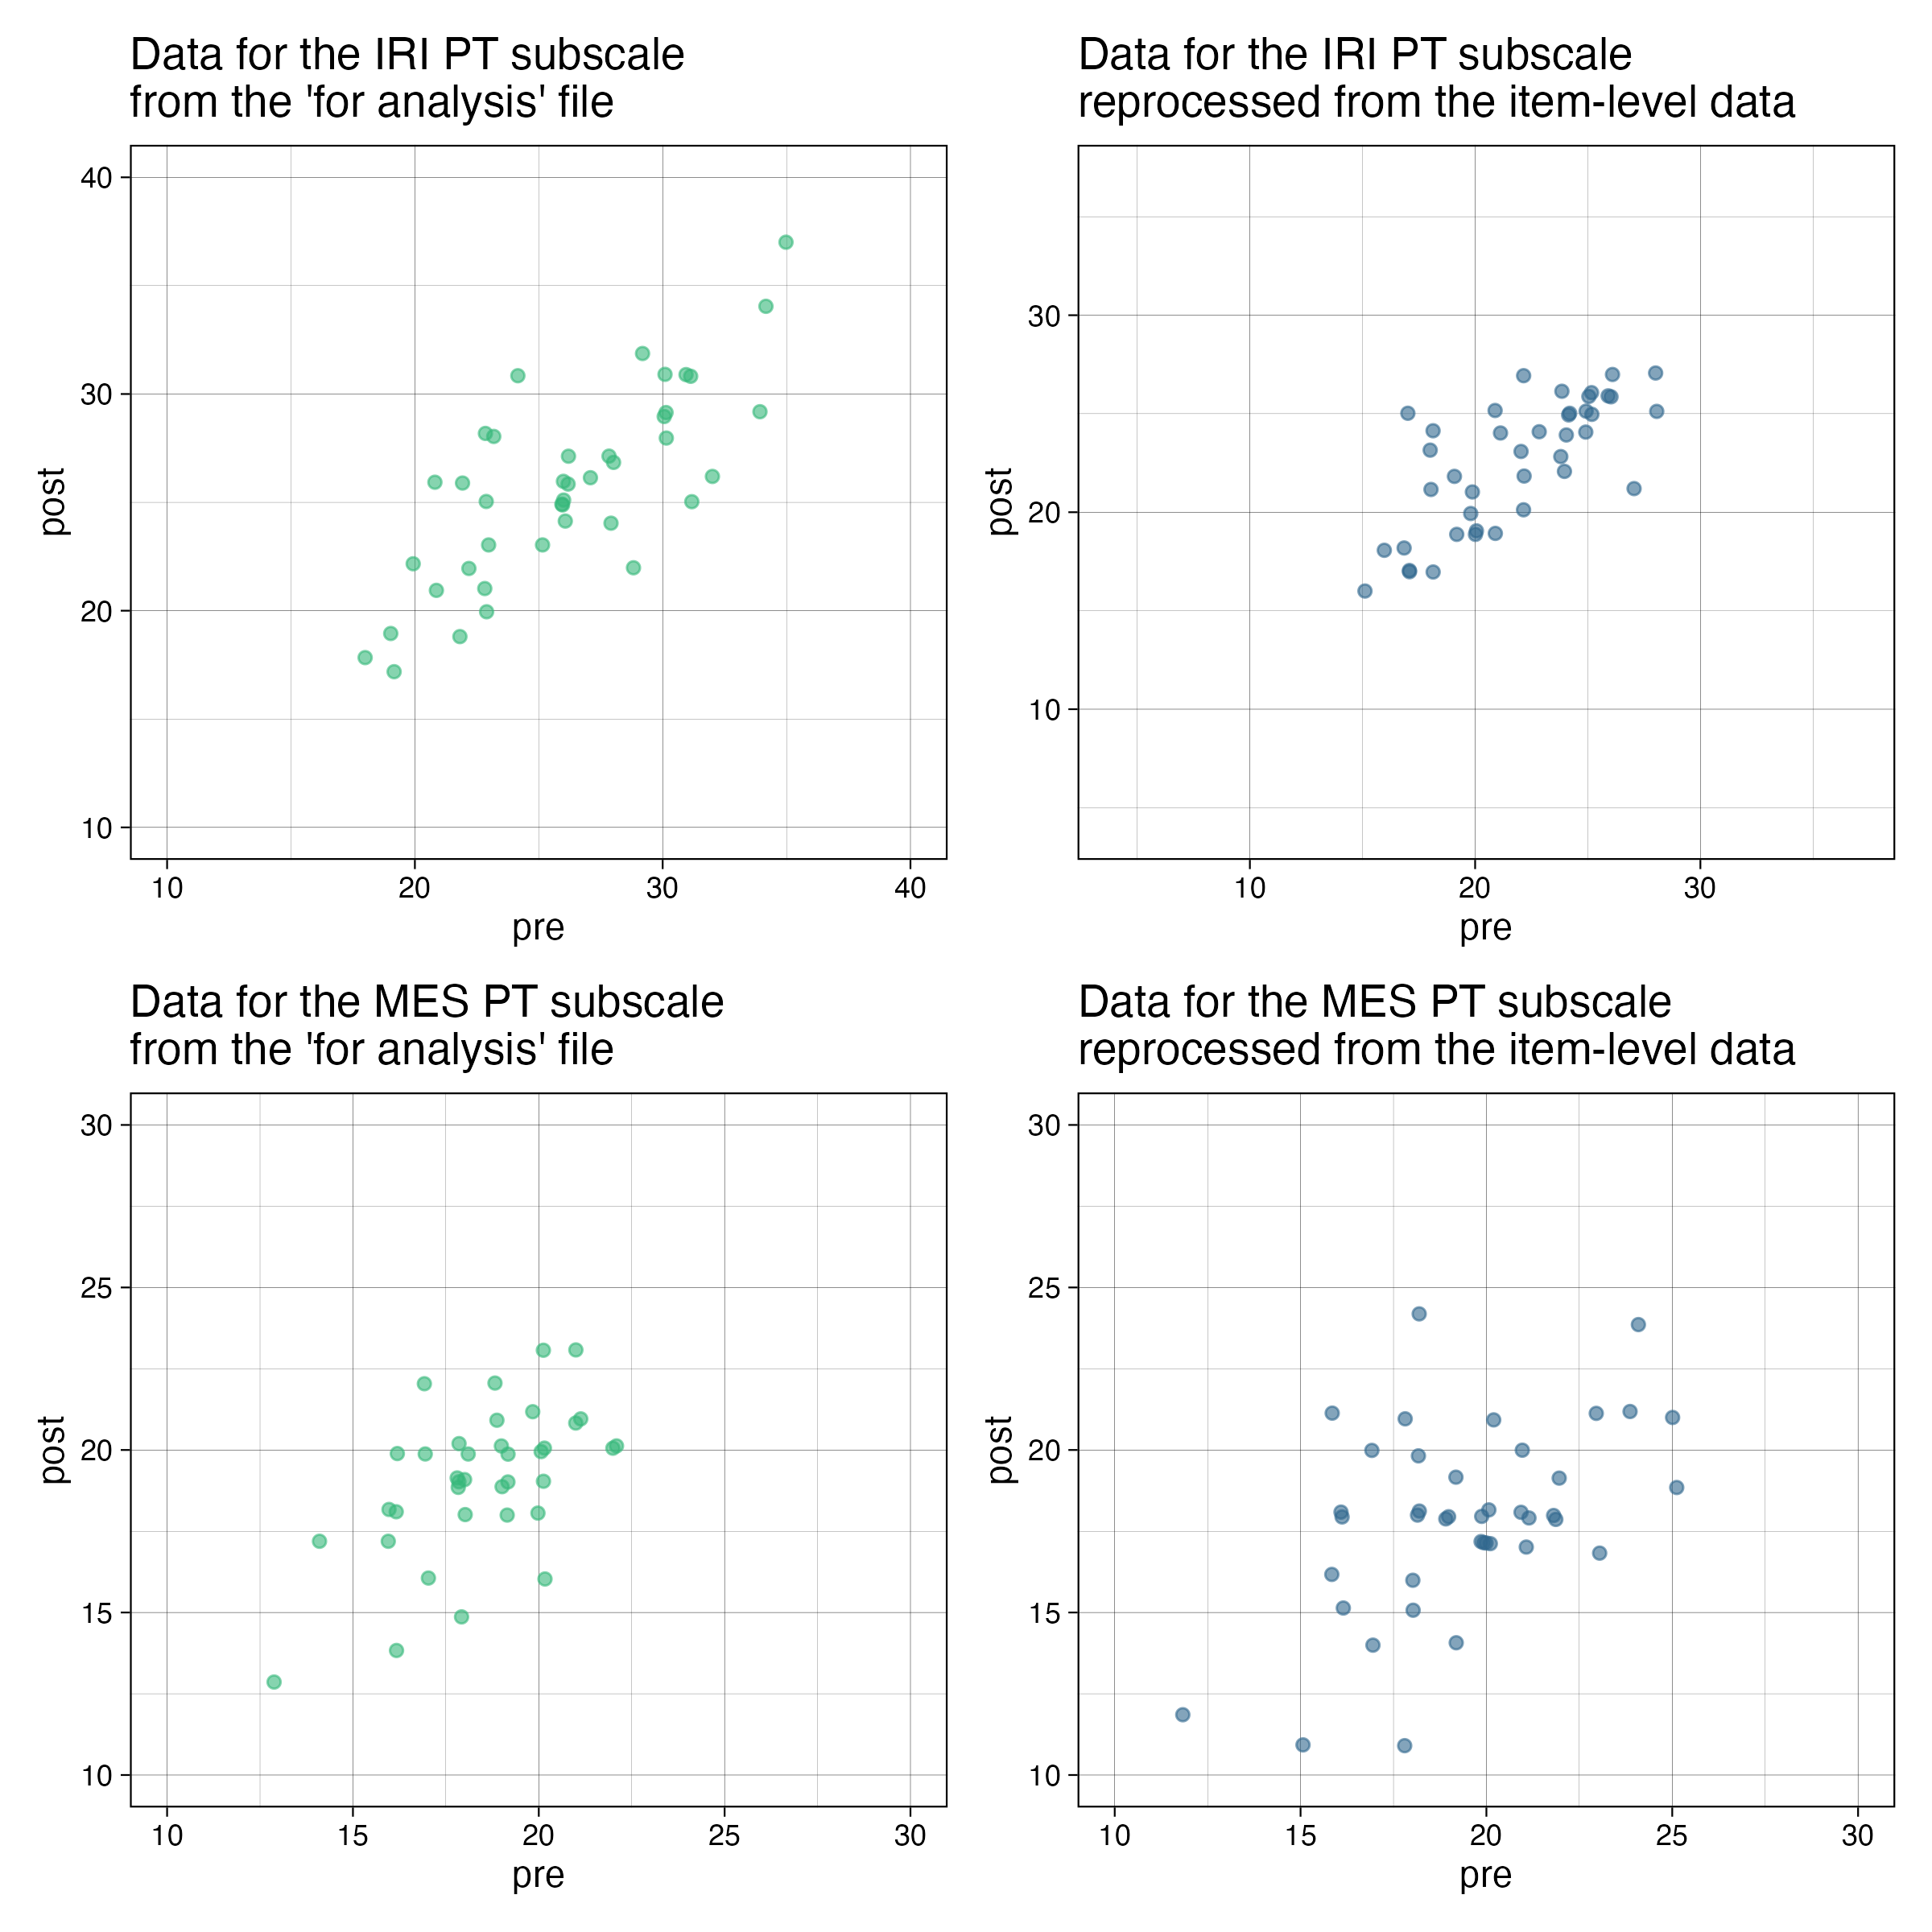 Data for the IRI PT subscale
from the 'for analysis' file
40
30
20
10
post
10 20 30 40
pre
Data for the IRI PT subscale
reprocessed from the item-level data
30
20
10
post
10 20 30
pre
Data for the MES PT subscale
from the 'for analysis' file
30
25
20
15
10
post
10 15 20 25 30
pre
Data for the MES PT subscale
reprocessed from the item-level data
30
25
20
15
10
post
10 15 20 25 30
pre